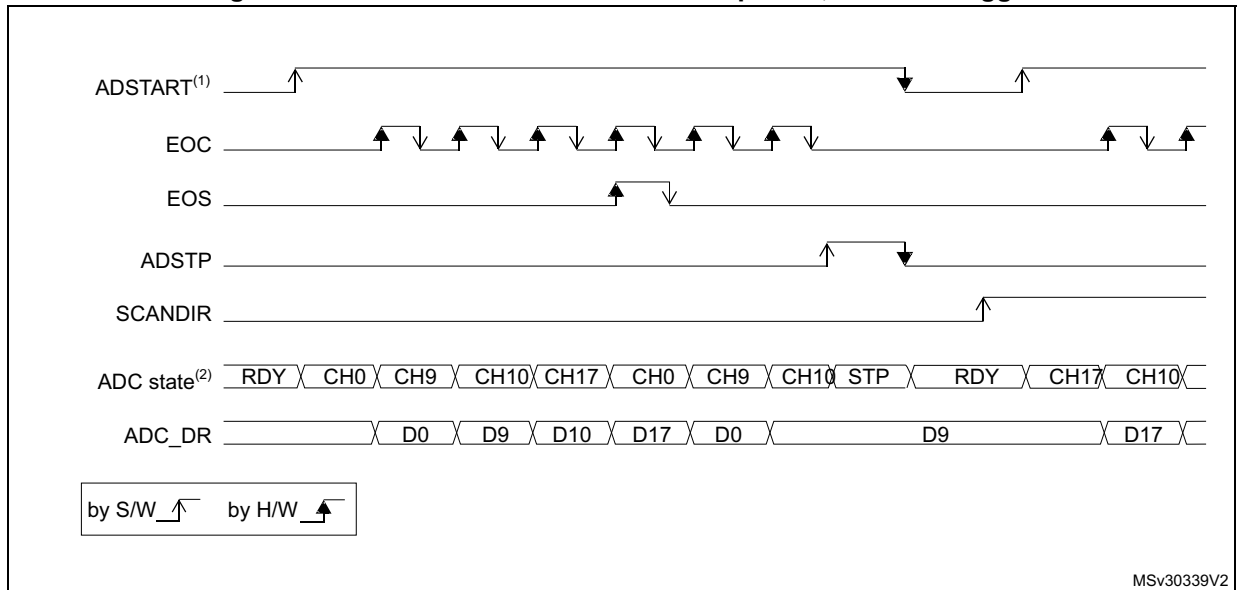 ADSTART(1)
EOC
EOS
ADSTP
SCANDIR
ADC state(2) RDY CH0 CH9 CH10 CH17 CH0 CH9 CH10 STP RDY CH17 CH10
ADC_DR D0 D9 D10 D17 D0 D9 D17
by S/W by H/W
MSv30339V2